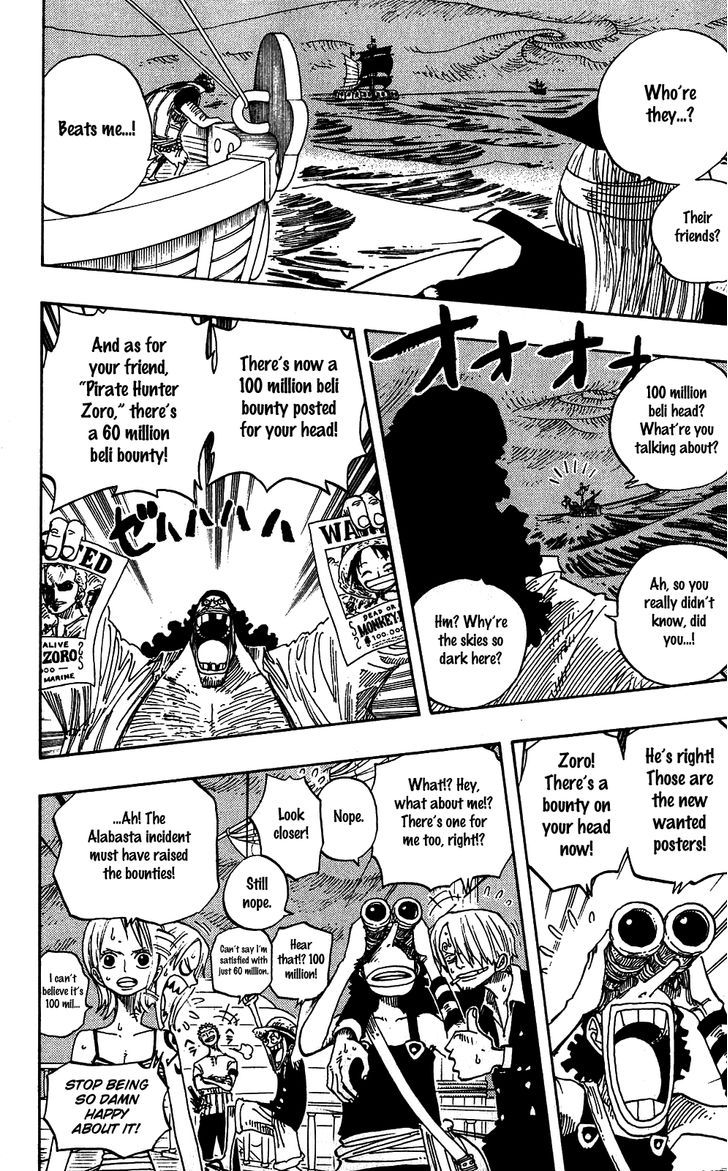 Who're
they...?
Their
friends?
Beats me...!
オオオオ
100 million
beli head?
What're you
talking about?
Ah, so you
really didn't
know, did
you...!
Hm? Why're
the skies so
dark here?
There's now a
100 million beli
bounty posted
for your head!
And as for
your friend,
"Pirate Hunter
Zoro," there's
a 60 million
beli bounty!
ゼハハハハハ
WA
DEAD OR
MONKEY
100.000
TED
ALIVE
ZORO
MARINE
He's right!
Those are
the new
wanted
posters!
Zoro!
There's a
bounty on
your head
now!
What!? Hey,
what about me!?
There's one for
me too, right!?
Nope.
Look
closer!
Still
nope.
Hear
that!? 100
million!
Can't say I'm
satisfied with
just 60 million.
...Ah! The
Alabasta incident
must have raised
the bounties!
I can't
believe it's
100 mil...
STOP BEING
SO DAMN
HAPPY
ABOUT IT!